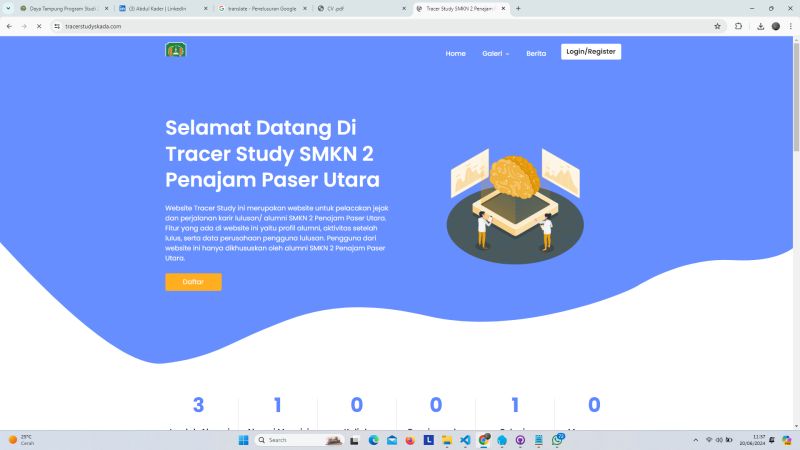 Daya Tampung Program Studi
(3) Abdul Kader | LinkedIn
translate - Penelusuran Google
CV .pdf
Tracer Study SMKN 2 Penajam
tracerstudyskada.com
Home
Galeri
Berita
Login/Register
Selamat Datang Di
Tracer Study SMKN 2
Penajam Paser Utara
Website Tracer Study ini merupakan website untuk pelacakan jejak
dan perjalanan karir lulusan/ alumni SMKN 2 Penajam Paser Utara.
Fitur yang ada di website ini yaitu profil alumni, aktivitas setelah
lulus, serta data perusahaan pengguna lulusan. Pengguna dari
website ini hanya dikhususkan oleh alumni SMKN 2 Penajam Paser
Utara.
Daftar
3 1 0 0 1 0
29°C
Cerah
Search
11:37
20/06/2024